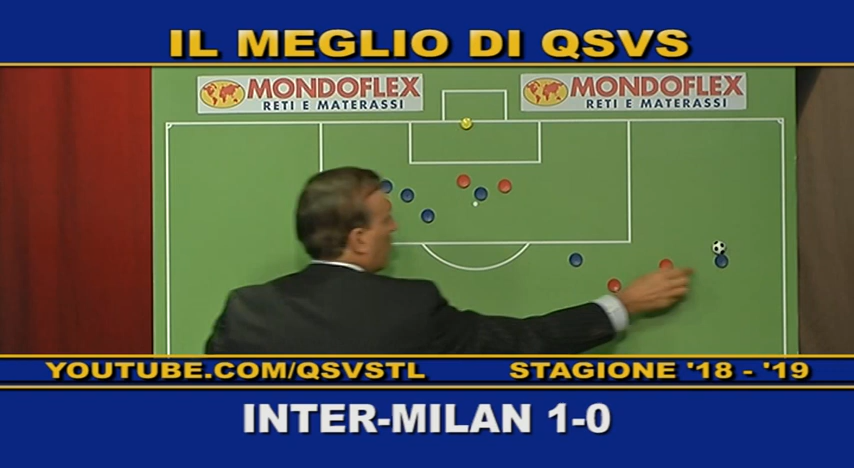 IL MEGLIO DI QSVS
MONDOFLEX
RETI E MATERASSI
MONDOFLEX
RETI E MATERASSI
YOUTUBE.COM/QSVSTL
STAGIONE '18 - '19
INTER-MILAN 1-0